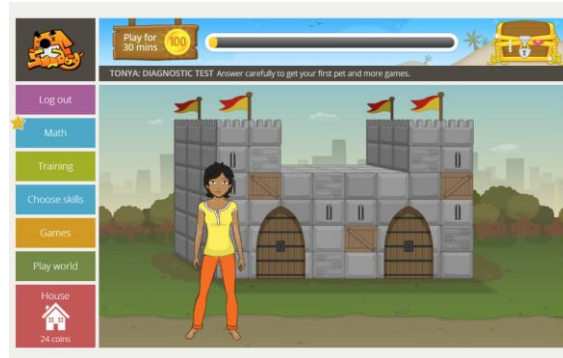 Play for
30 mins
100
TONYA: DIAGNOSTIC TEST Answer carefully to get your first pet and more games.
Log out
Math
Training
Choose skills
Games
Play world
House
24 coins